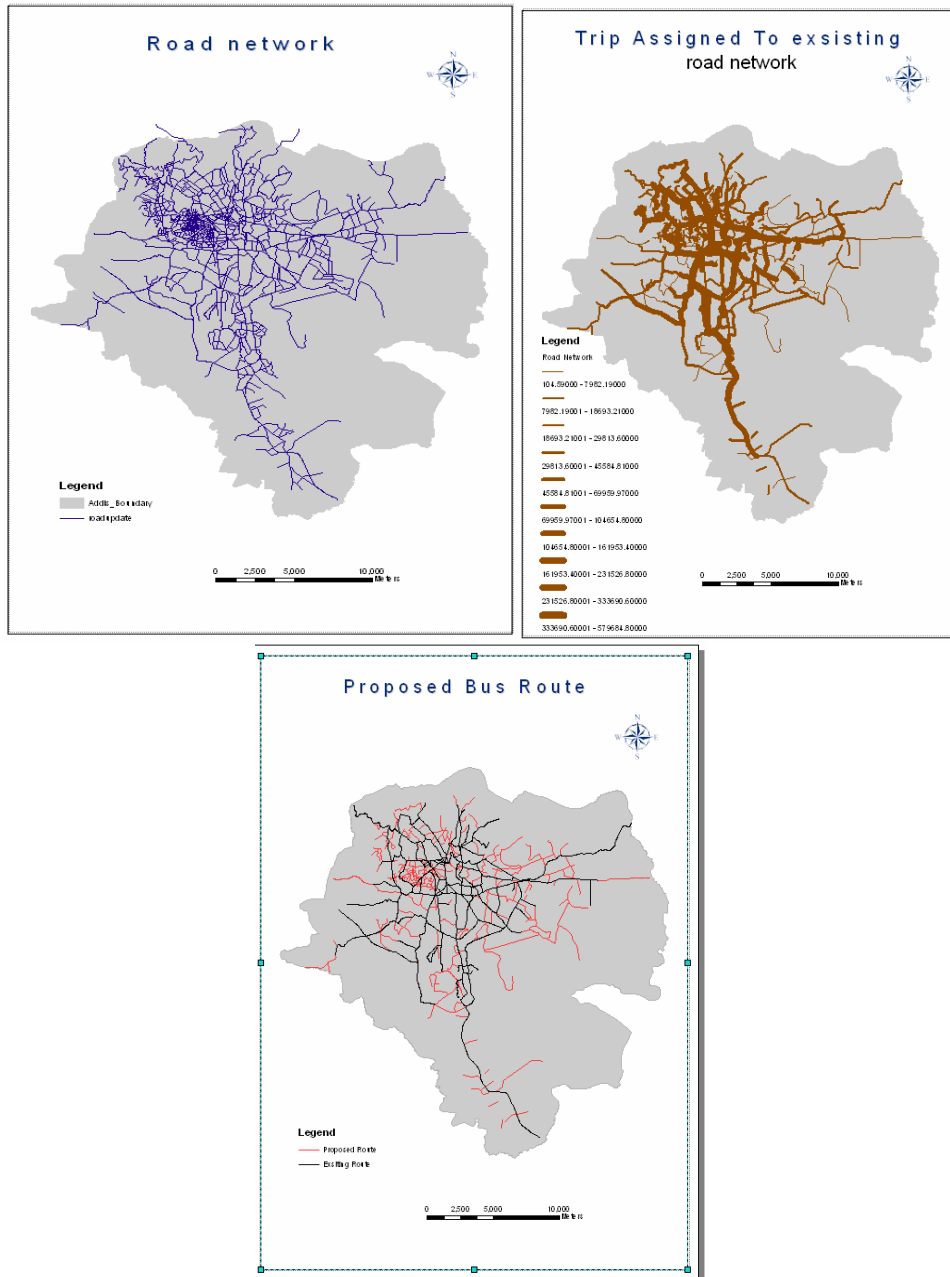 Road network
N
W E
S
Legend
Addis_Boundary
roadupdate
0 2,500 5,000 10,000
Meters
Trip Assigned To exsisting
road network
N
W E
S
Legend
Road Network
104.69000 - 7982.19000
7982.19001 - 18693.21000
18693.21001 - 29813.60000
29813.60001 - 45584.81000
45584.81001 - 69959.97000
69959.97001 - 104654.80000
104654.80001 - 161953.40000
161953.40001 - 231526.80000
231526.80001 - 333690.60000
333690.60001 - 579684.80000
0 2,500 5,000 10,000
Meters
Proposed Bus Route
N
W E
S
Legend
Proposed Route
Exsiting Route
0 2,500 5,000 10,000
Meters